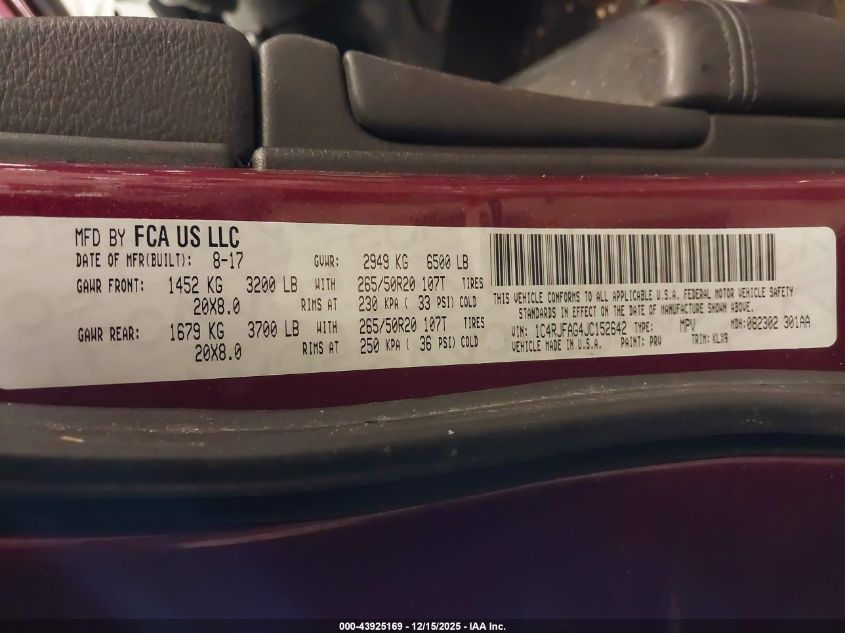 MFD BY FCA US LLC
DATE OF MFR(BUILT): 8-17 GVWR: 2949 KG 6500 LB
GAWR FRONT: 1452 KG 3200 LB WITH 265/50R20 107T TIRES
20X8.0 RIMS AT 230 KPA ( 33 PSI) COLD
GAWR REAR: 1679 KG 3700 LB WITH 265/50R20 107T TIRES
20X8.0 RIMS AT 250 KPA ( 36 PSI) COLD
THIS VEHICLE CONFORMS TO ALL APPLICABLE U.S.A. FEDERAL MOTOR VEHICLE SAFETY
STANDARDS IN EFFECT ON THE DATE OF MANUFACTURE SHOWN ABOVE.
VIN: 1C4RJFAG4JC152642 TYPE: MPV MDH: 082302 301AA
VEHICLE MADE IN U.S.A. PAINT: PRV TRIM: KLX9
000-43925169 - 12/15/2025 - IAA Inc.